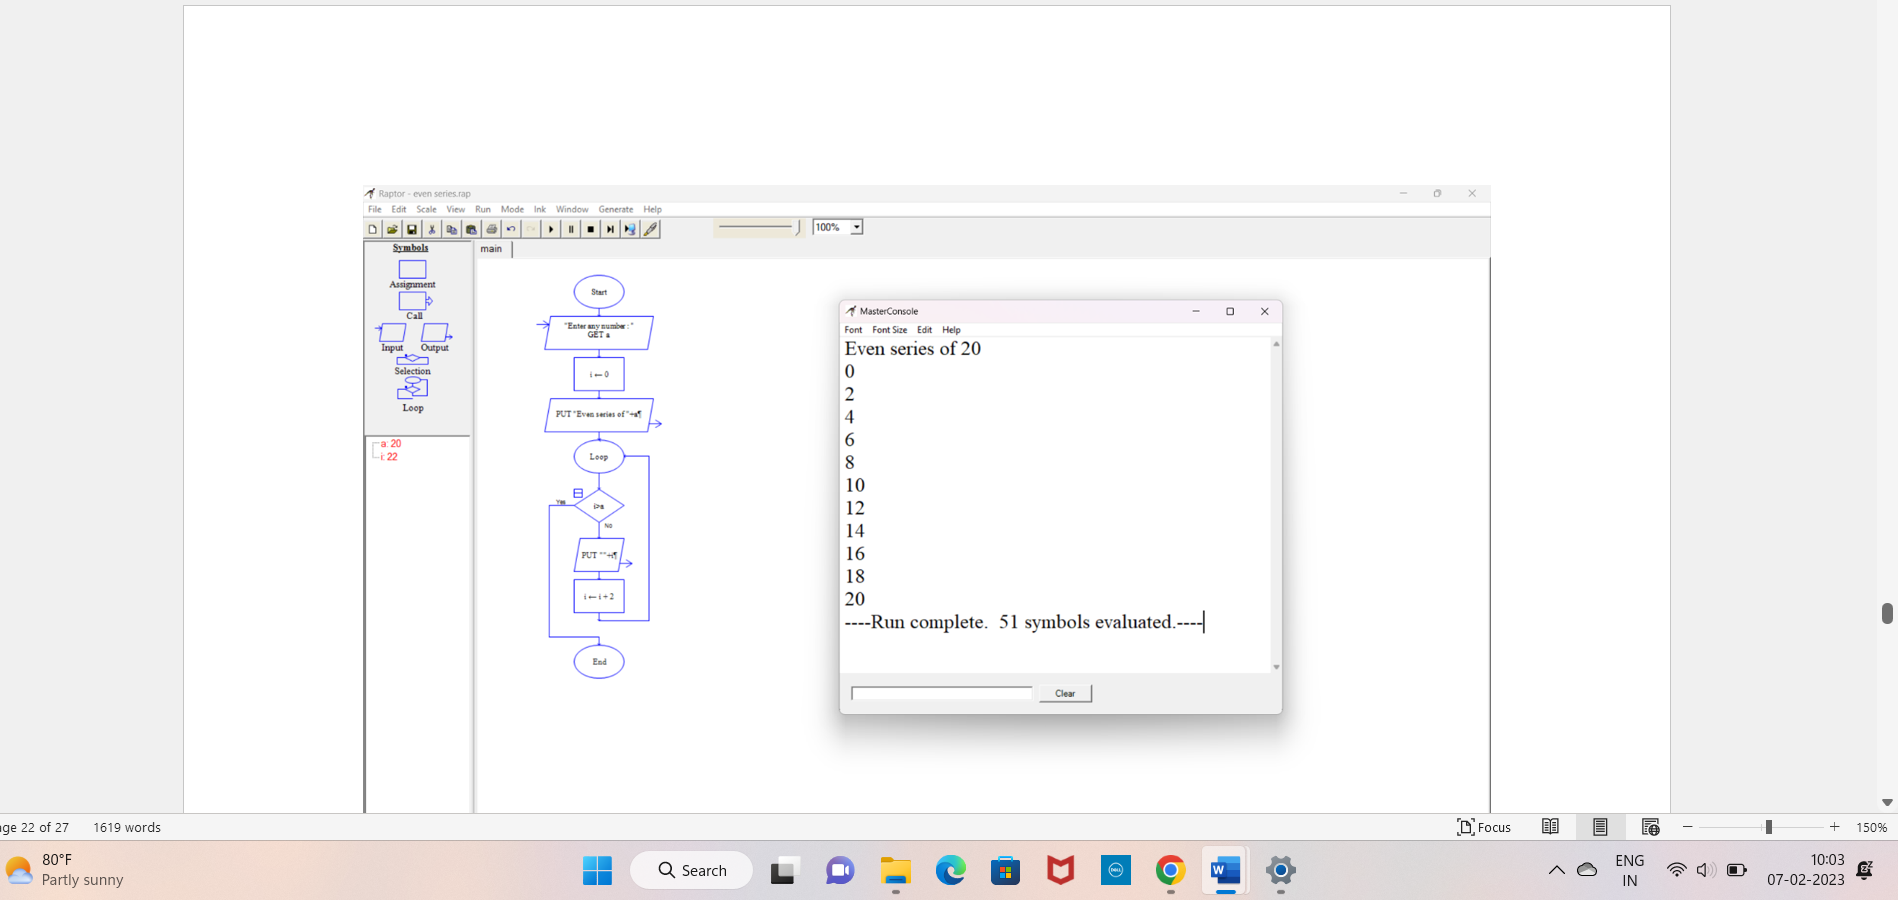 Raptor - even series.rap
File Edit Scale View Run Mode Ink Window Generate Help
100%
Symbols
main
Assignment
Call
Input Output
Selection
Loop
a: 20
i: 22
Start
"Enter any number : "
GET a
i ← 0
PUT "Even series of "+a¶
Loop
Yes
i>a
No
PUT ""+i¶
i ← i + 2
End
MasterConsole
Font Font Size Edit Help
Even series of 20
0
2
4
6
8
10
12
14
16
18
20
----Run complete.  51 symbols evaluated.----
Clear
ge 22 of 27 1619 words
Focus
150%
80°F
Partly sunny
Search
DELL
W
ENG
IN
10:03
07-02-2023